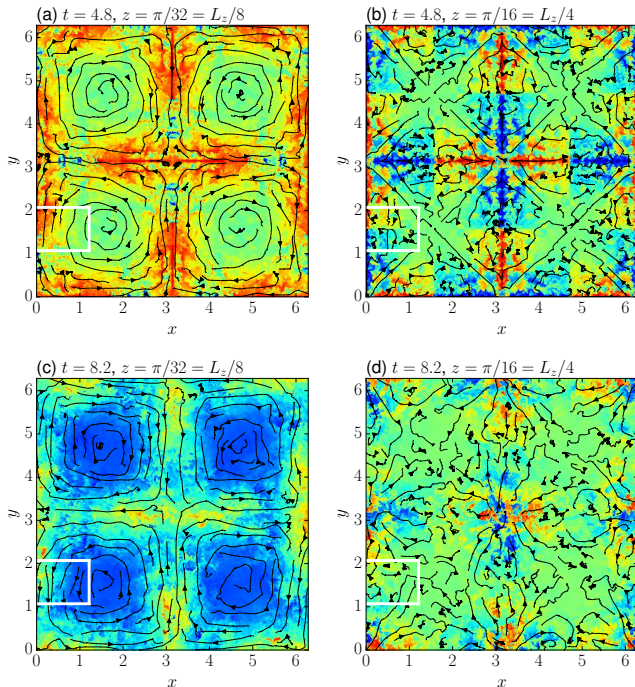 (a) t = 4.8, z = π/32 = L_z/8
(b) t = 4.8, z = π/16 = L_z/4
6
5
4
3
2
1
0
y
0 1 2 3 4 5 6
x
6
5
4
3
2
1
0
y
0 1 2 3 4 5 6
x
(c) t = 8.2, z = π/32 = L_z/8
(d) t = 8.2, z = π/16 = L_z/4
6
5
4
3
2
1
0
y
0 1 2 3 4 5 6
x
6
5
4
3
2
1
0
y
0 1 2 3 4 5 6
x